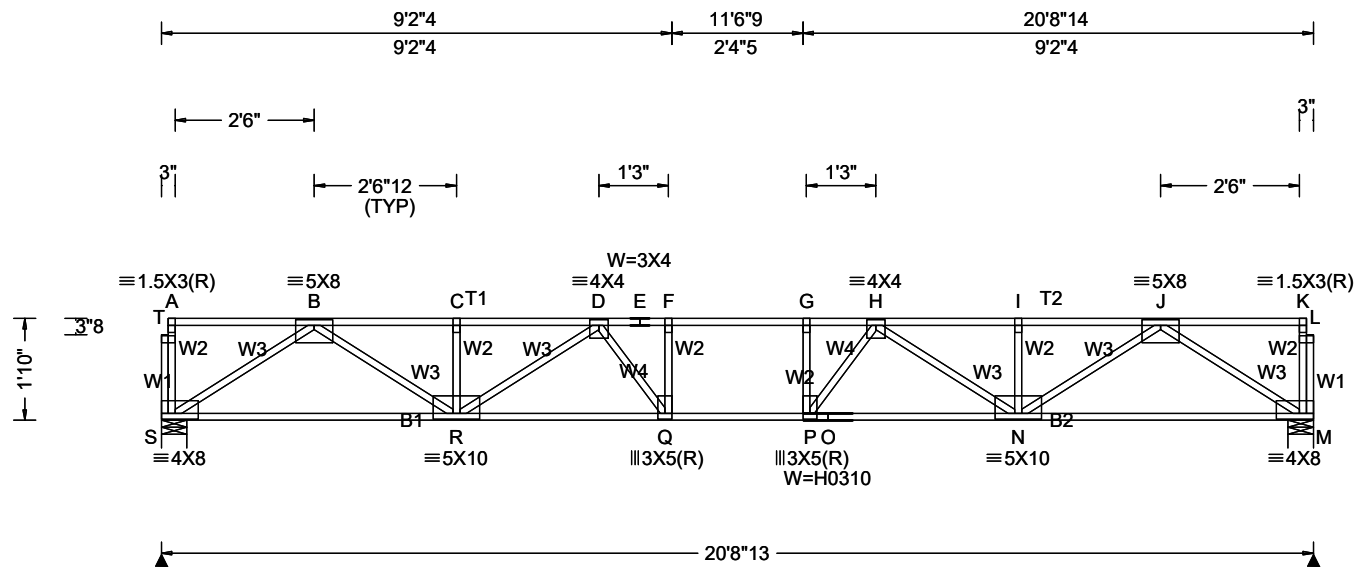 9'2"4 11'6"9 20'8"14
9'2"4 2'4"5 9'2"4
2'6" 3"
3" 2'6"12 1'3" 1'3" 2'6"
(TYP)
W=3X4
≡1.5X3(R) ≡5X8 ≡4X4 ≡4X4 ≡5X8 ≡1.5X3(R)
A B C T1 D E F G H I T2 J K
T L
3"8
W2 W3 W2 W3 W2 W4 W2 W3 W2
1'10" W1 W3 W4 W2 W3 W3 W1
B1 B2
S R Q P O N M
≡4X8 ≡5X10 |||3X5(R) |||3X5(R) ≡5X10 ≡4X8
W=H0310
20'8"13